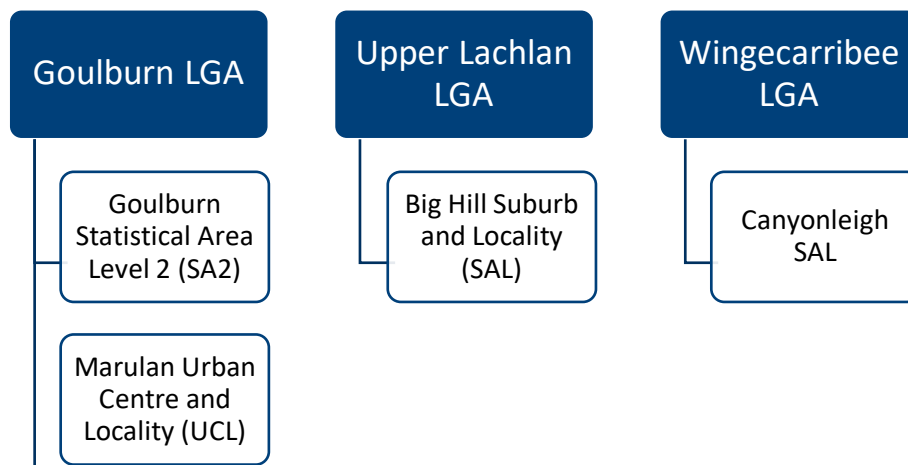 Goulburn LGA
Goulburn
Statistical Area
Level 2 (SA2)
Marulan Urban
Centre and
Locality (UCL)
Upper Lachlan
LGA
Big Hill Suburb
and Locality
(SAL)
Wingecarribee
LGA
Canyonleigh
SAL